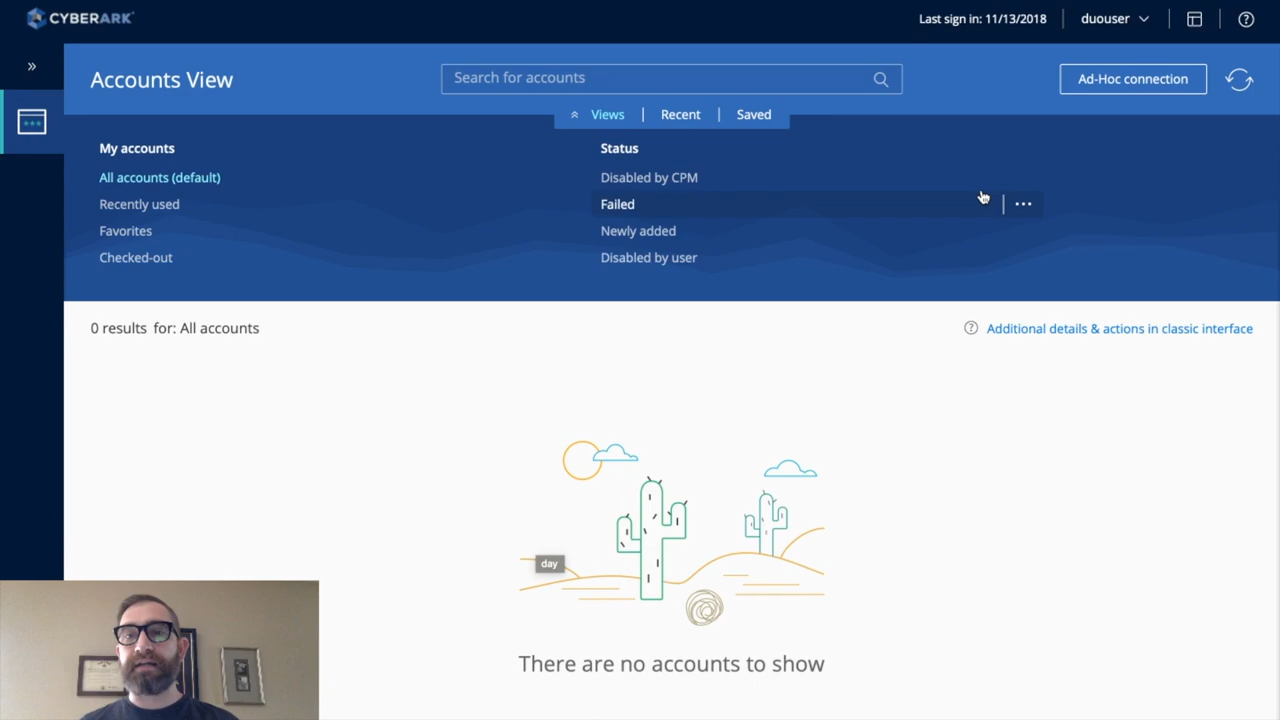 CYBERARK
Last sign in: 11/13/2018
duouser
Accounts View
Search for accounts
Ad-Hoc connection
Views
Recent
Saved
My accounts
Status
All accounts (default)
Disabled by CPM
Recently used
Failed
Favorites
Newly added
Checked-out
Disabled by user
0 results for: All accounts
Additional details & actions in classic interface
day
There are no accounts to show